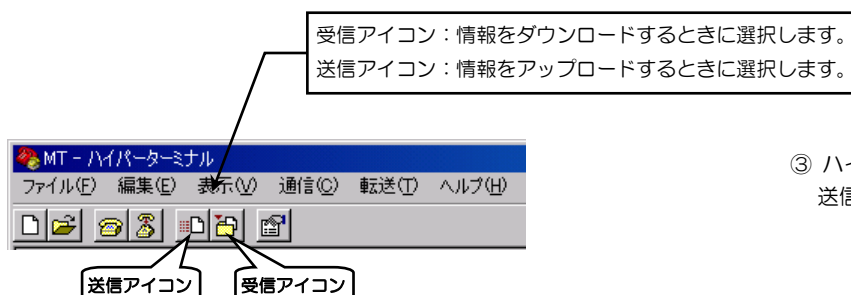 受信アイコン：情報をダウンロードするときに選択します。
送信アイコン：情報をアップロードするときに選択します。
MT - ハイパーターミナル
ファイル(F) 編集(E) 表示(V) 通信(C) 転送(T) ヘルプ(H)
③ ハイ
送信
送信アイコン 受信アイコン